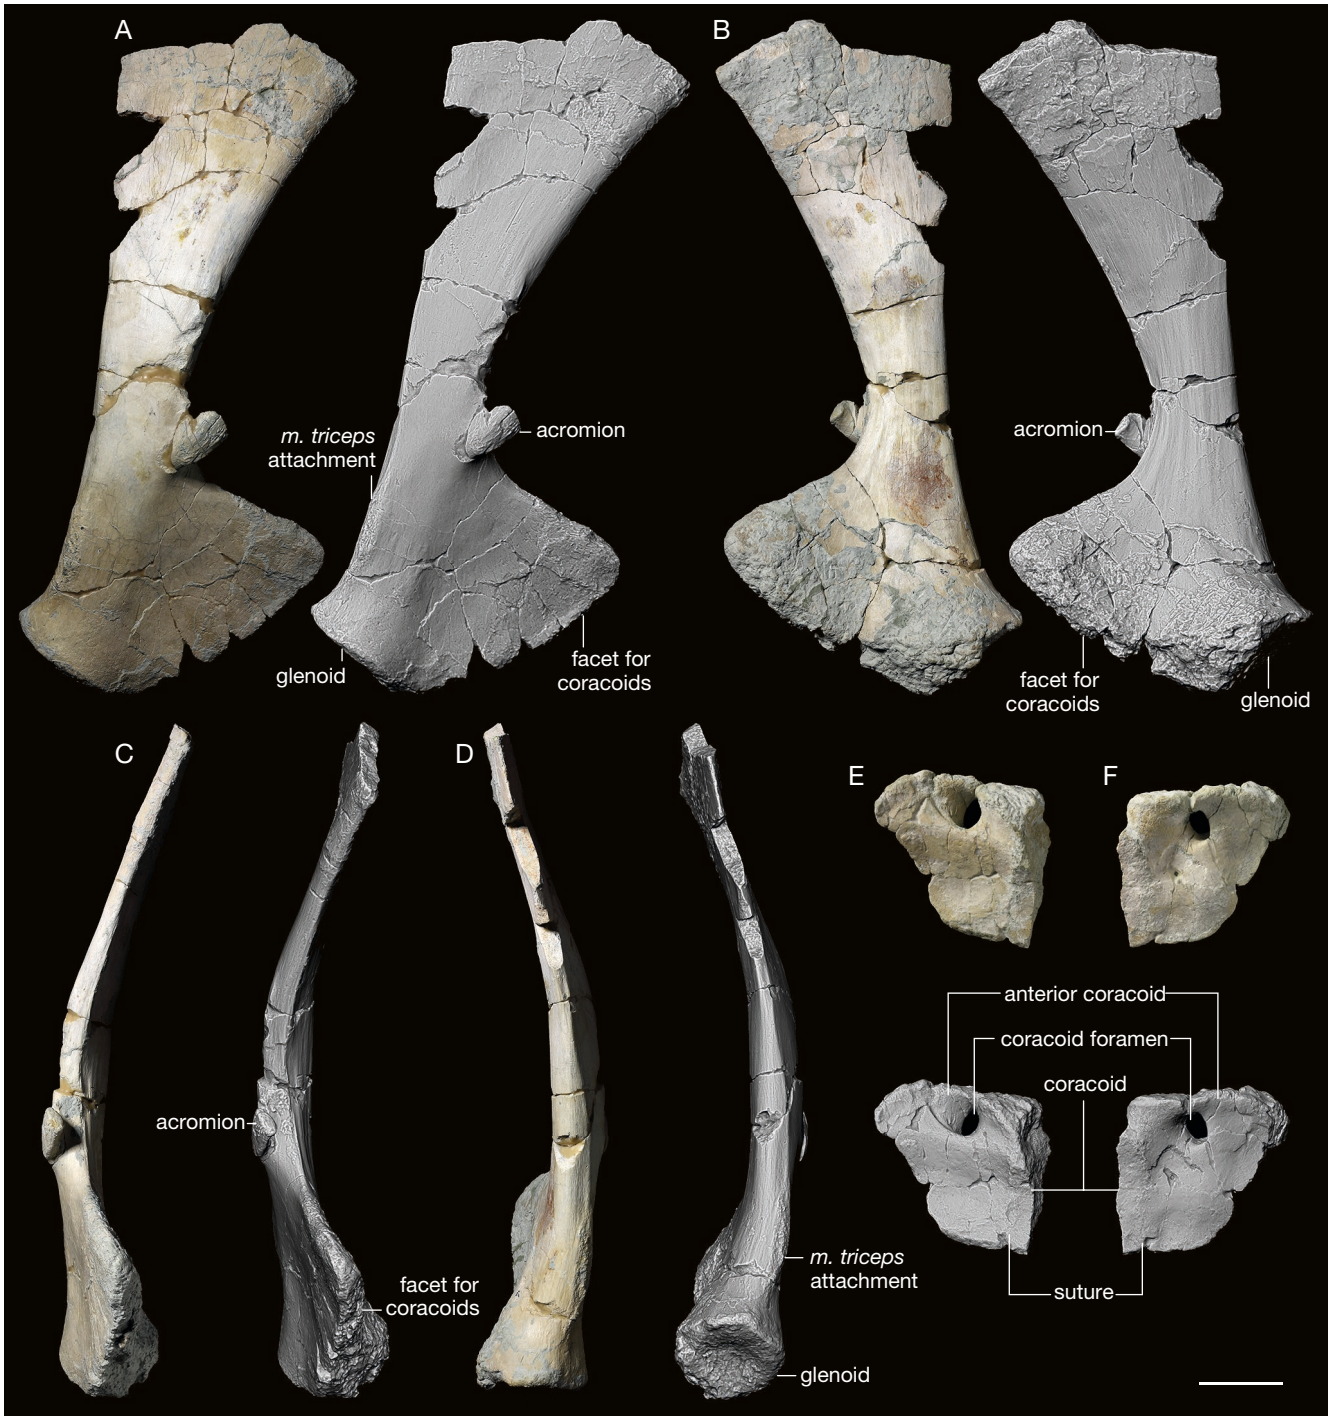 A
B
m. triceps
attachment
acromion
acromion
glenoid
facet for
coracoids
facet for
coracoids
glenoid
C
D
E
F
anterior coracoid
coracoid foramen
coracoid
acromion
facet for
coracoids
m. triceps
attachment
suture
glenoid